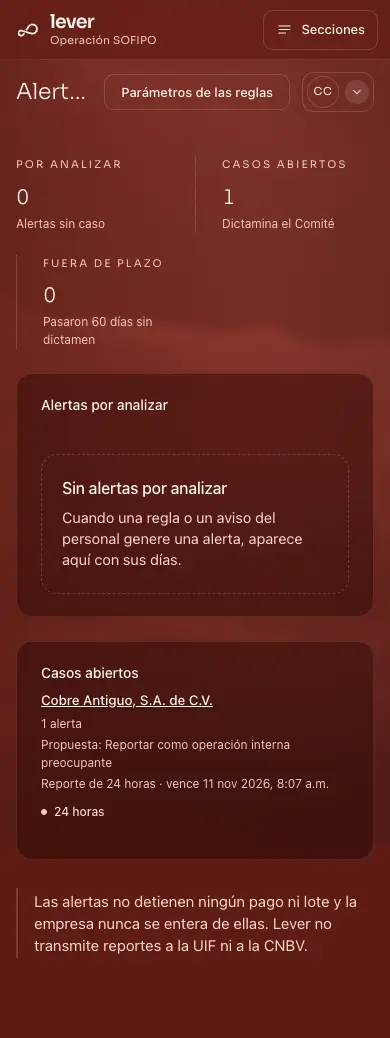 lever
Operación SOFIPO
Secciones
Alert...
Parámetros de las reglas
CC
POR ANALIZAR
0
Alertas sin caso
CASOS ABIERTOS
1
Dictamina el Comité
FUERA DE PLAZO
0
Pasaron 60 días sin
dictamen
Alertas por analizar
Sin alertas por analizar
Cuando una regla o un aviso del
personal genere una alerta, aparece
aquí con sus días.
Casos abiertos
Cobre Antiguo, S.A. de C.V.
1 alerta
Propuesta: Reportar como operación interna
preocupante
Reporte de 24 horas · vence 11 nov 2026, 8:07 a.m.
24 horas
Las alertas no detienen ningún pago ni lote y la
empresa nunca se entera de ellas. Lever no
transmite reportes a la UIF ni a la CNBV.